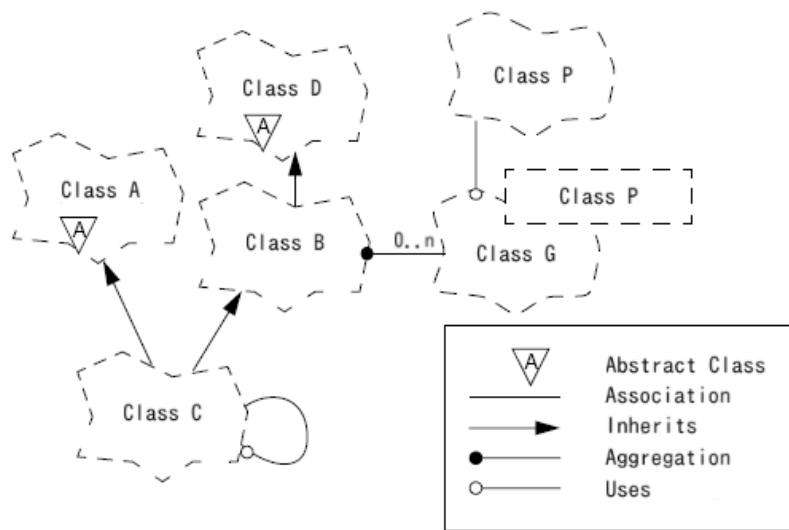 Class D
A
Class P
Class A
A
Class P
Class B
0..n
Class G
Class C
A Abstract Class
Association
Inherits
Aggregation
Uses